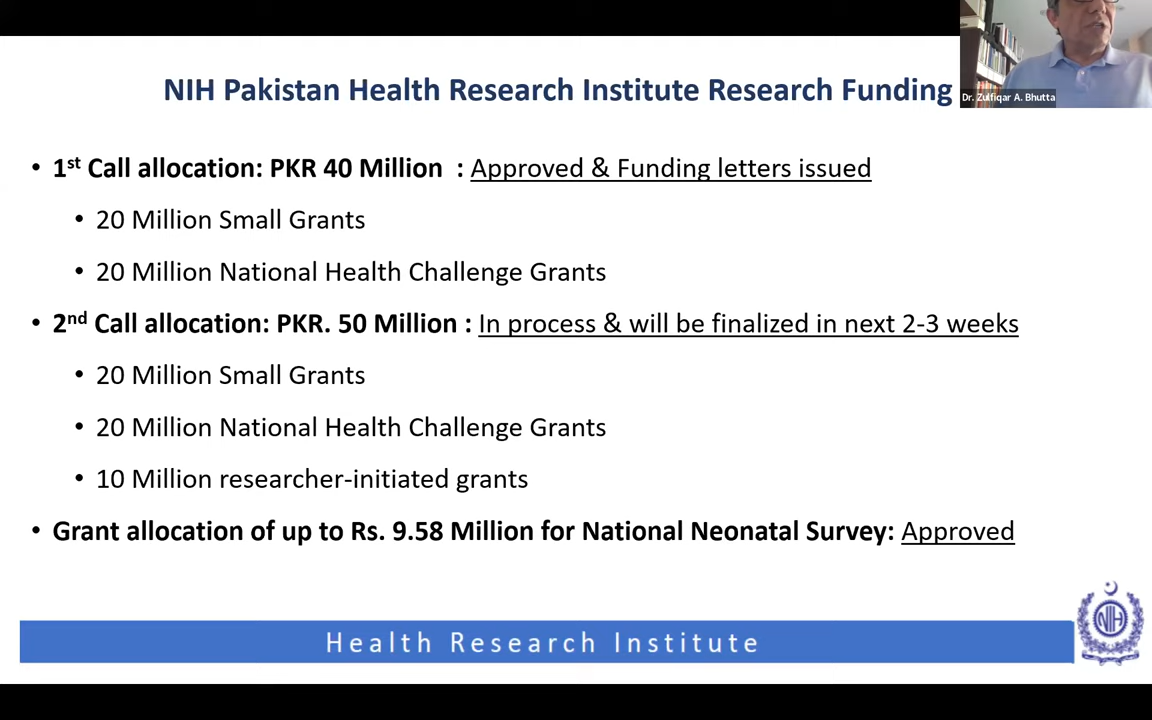 NIH Pakistan Health Research Institute Research Funding
Dr. Zulfiqar A. Bhutta
• 1st Call allocation: PKR 40 Million : Approved & Funding letters issued
• 20 Million Small Grants
• 20 Million National Health Challenge Grants
• 2nd Call allocation: PKR. 50 Million : In process & will be finalized in next 2-3 weeks
• 20 Million Small Grants
• 20 Million National Health Challenge Grants
• 10 Million researcher-initiated grants
• Grant allocation of up to Rs. 9.58 Million for National Neonatal Survey: Approved
Health Research Institute
NIH